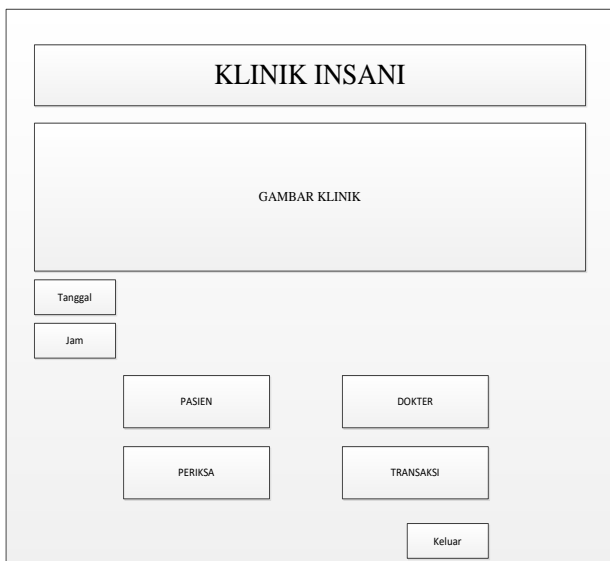 KLINIK INSANI
GAMBAR KLINIK
Tanggal
Jam
PASIEN
DOKTER
PERIKSA
TRANSAKSI
Keluar